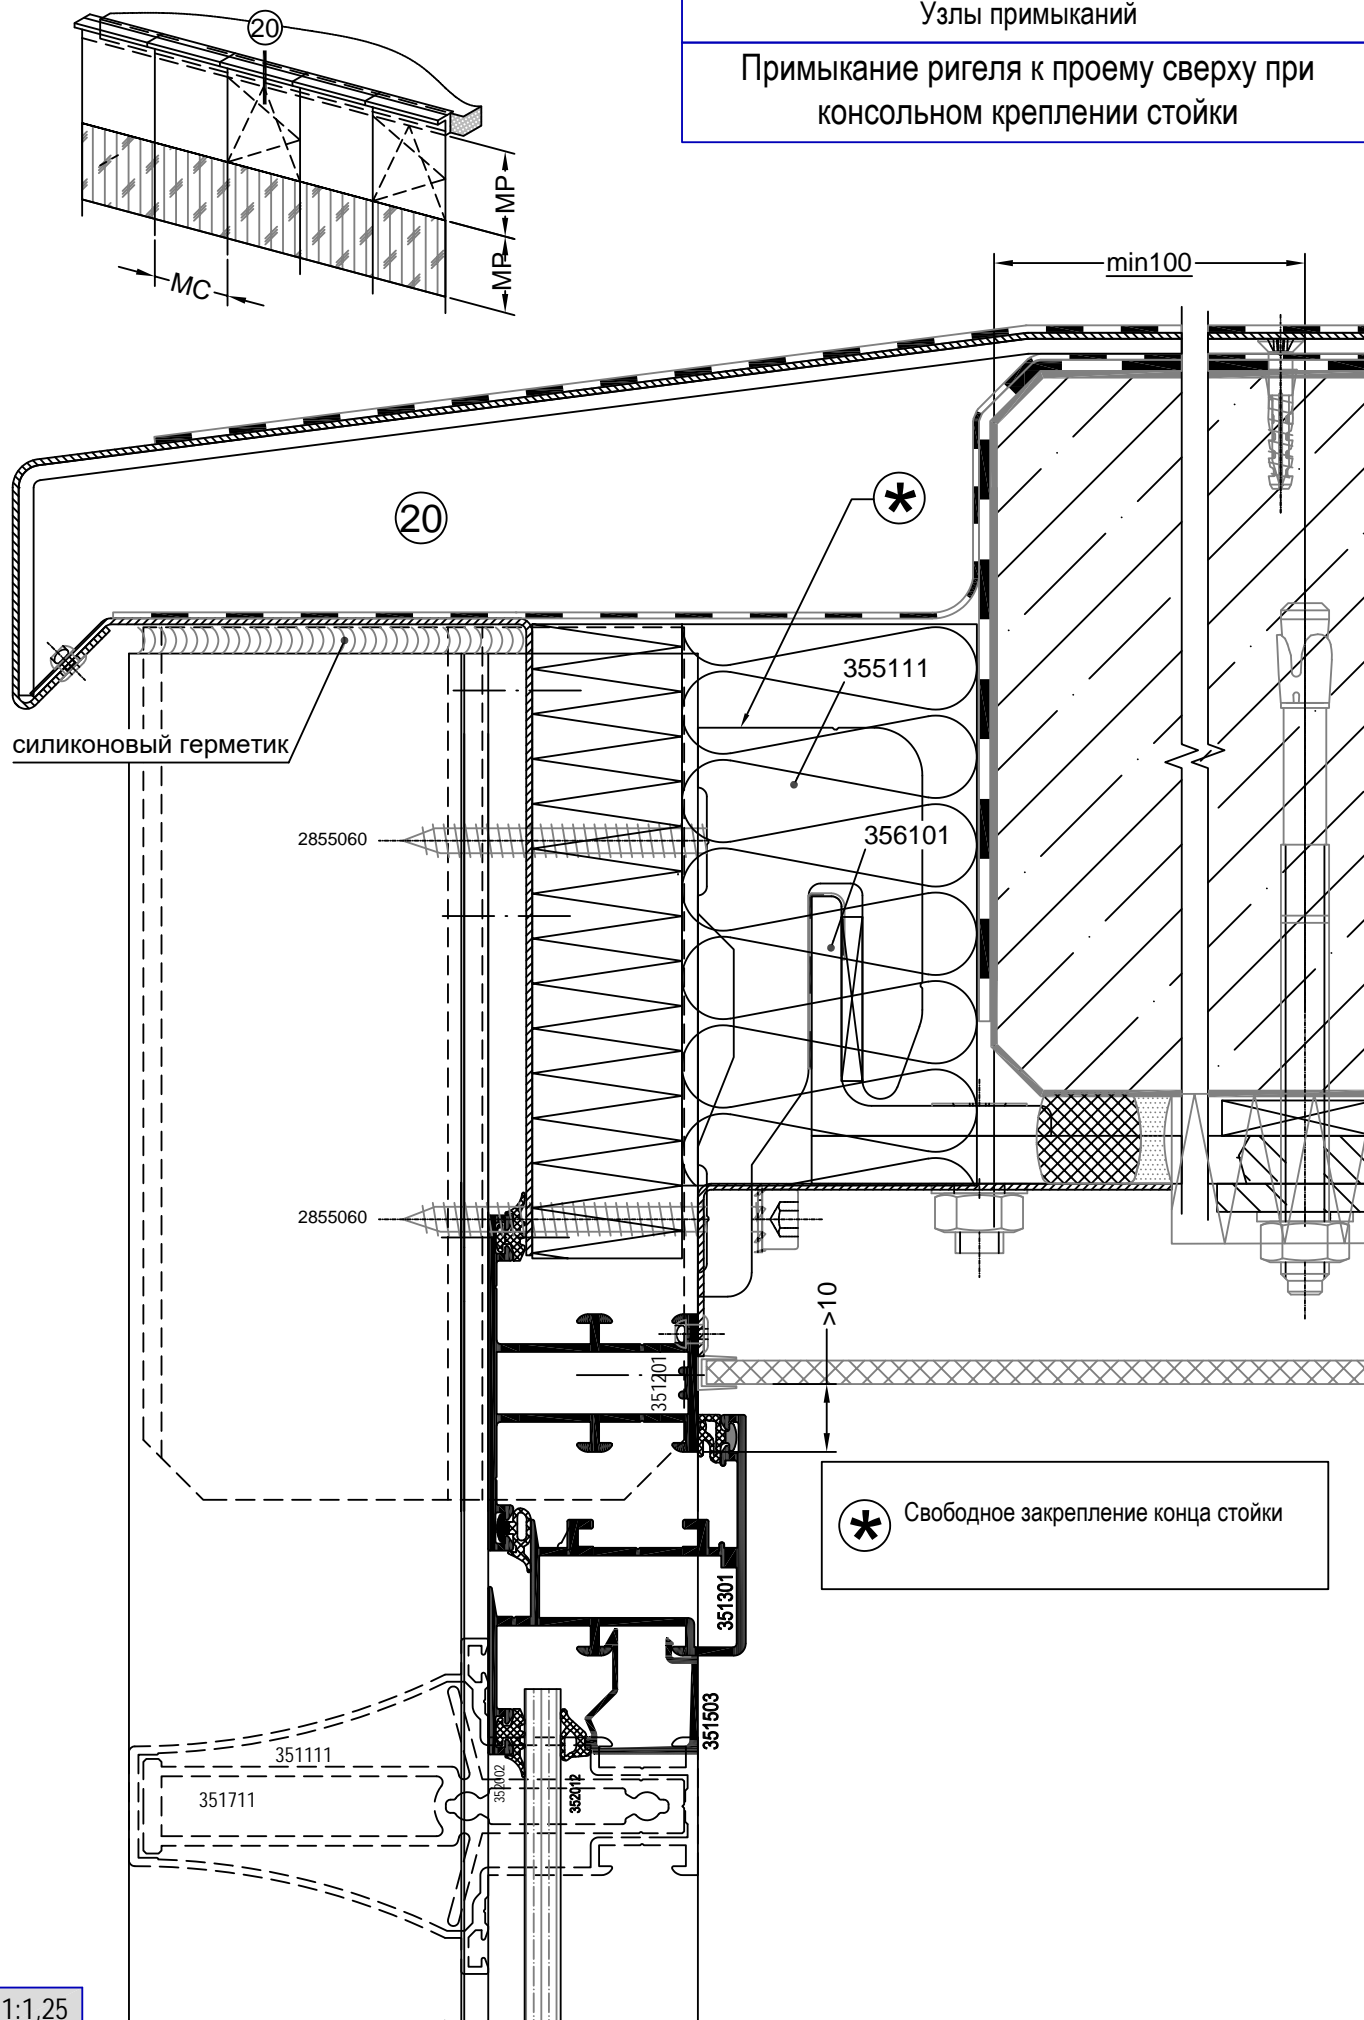 Узлы примыканий
Примыкание ригеля к проему сверху при
консольном креплении стойки
20
MP
MP
MC
min100
20
*
355111
силиконовый герметик
356101
2855060
2855060
>10
351201
* Свободное закрепление конца стойки
351301
351503
351111
351711
352002
352012
1:1,25